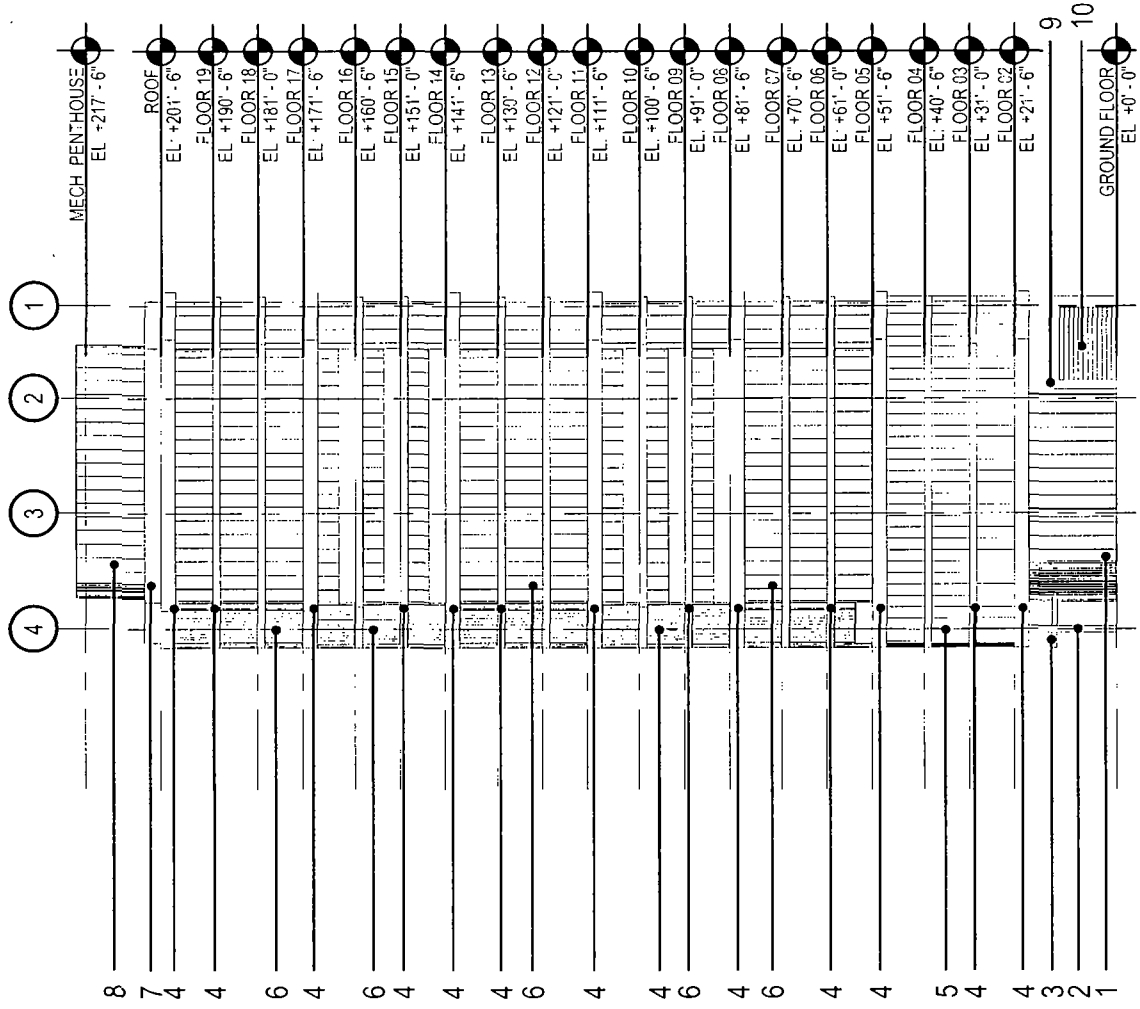 1
2
3
4
MECH PENTHOUSE
EL +217' - 6"
ROOF
EL: +201' - 6"
FLOOR 19
EL +190' - 6"
FLOOR 18
EL +181' - 0"
FLOOR 17
EL: +171' - 6"
FLOOR 16
EL +160' - 6"
FLOOR 15
EL +151' - 0"
FLOOR 14
EL +141' - 6"
FLOOR 13
EL +130' - 6"
FLOOR 12
EL +121' - 0"
FLOOR 11
EL. +111' - 6"
FLOOR 10
EL +100' - 6"
FLOOR 09
EL +91' - 0"
FLOOR 08
EL +81' - 6"
FLOOR 07
EL +70' - 6"
FLOOR 06
EL +61' - 0"
FLOOR 05
EL +51' - 6"
FLOOR 04
EL: +40' - 6"
FLOOR 03
EL +31' - 0"
FLOOR 02
EL +21' - 6"
9
10
GROUND FLOOR
EL +0' - 0"
8
7
4
4
6
4
6
4
4
4
6
4
4
6
4
6
4
4
5
4
4
3
2
1